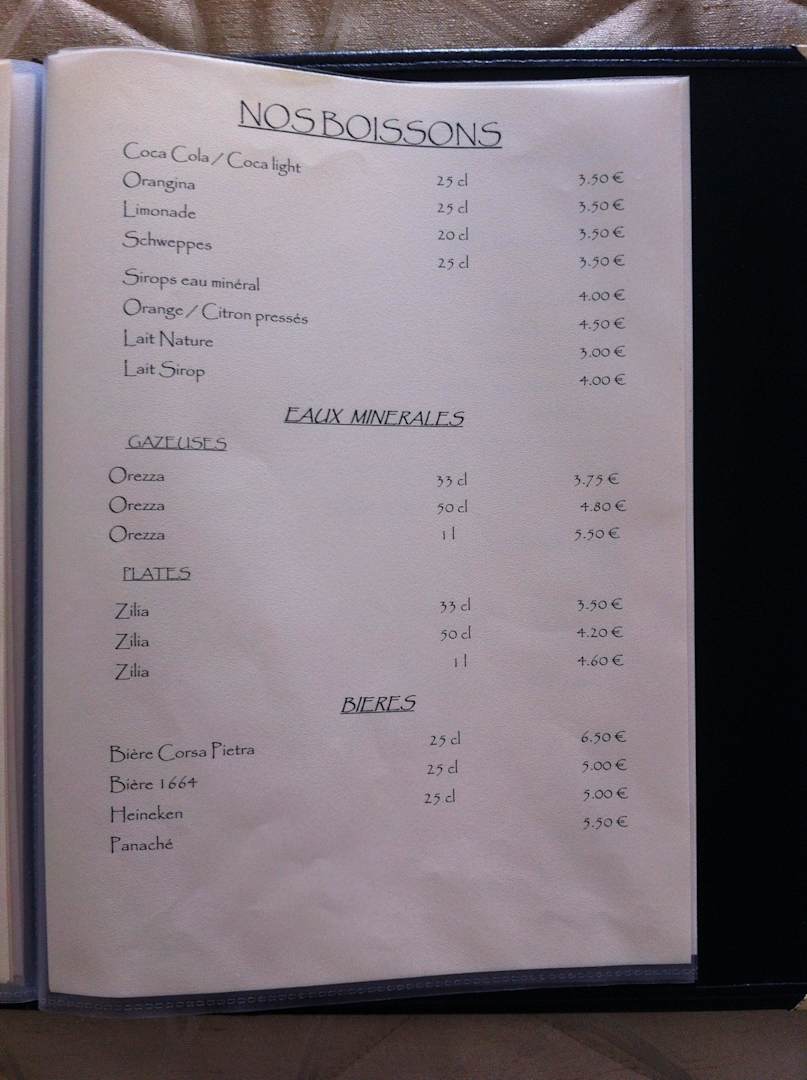 NOS BOISSONS
Coca Cola / Coca light 25 cl 3.50 €
Orangina 25 cl 3.50 €
Limonade 20 cl 3.50 €
Schweppes 25 cl 3.50 €
Sirops eau minéral 4.00 €
Orange / Citron pressés 4.50 €
Lait Nature 3.00 €
Lait Sirop 4.00 €
EAUX MINERALES
GAZEUSES
Orezza 33 cl 3.75 €
Orezza 50 cl 4.80 €
Orezza 1 l 5.50 €
PLATES
Zilia 33 cl 3.50 €
Zilia 50 cl 4.20 €
Zilia 1 l 4.60 €
BIERES
Bière Corsa Pietra 25 cl 6.50 €
Bière 1664 25 cl 5.00 €
Heineken 25 cl 5.00 €
Panaché 5.50 €